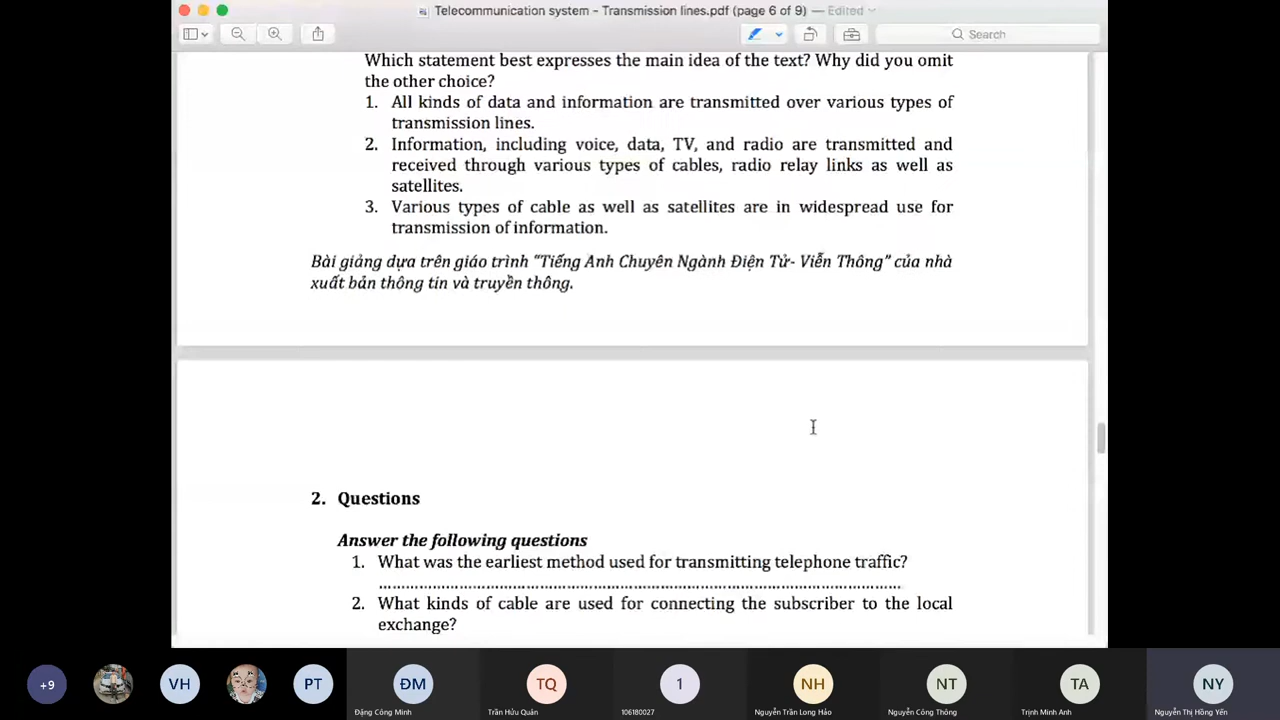 Telecommunication system – Transmission lines.pdf (page 6 of 9) — Edited
Search
Which statement best expresses the main idea of the text? Why did you omit
the other choice?
1. All kinds of data and information are transmitted over various types of
transmission lines.
2. Information, including voice, data, TV, and radio are transmitted and
received through various types of cables, radio relay links as well as
satellites.
3. Various types of cable as well as satellites are in widespread use for
transmission of information.
Bài giảng dựa trên giáo trình “Tiếng Anh Chuyên Ngành Điện Tử- Viễn Thông” của nhà
xuất bản thông tin và truyền thông.
2. Questions
Answer the following questions
1. What was the earliest method used for transmitting telephone traffic?
2. What kinds of cable are used for connecting the subscriber to the local
exchange?
+9 VH PT ĐM TQ 1 NH NT TA NY
Đặng Công Minh Trần Hữu Quân 106180027 Nguyễn Trần Long Hảo Nguyễn Công Thông Trịnh Minh Anh Nguyễn Thị Hồng Yến